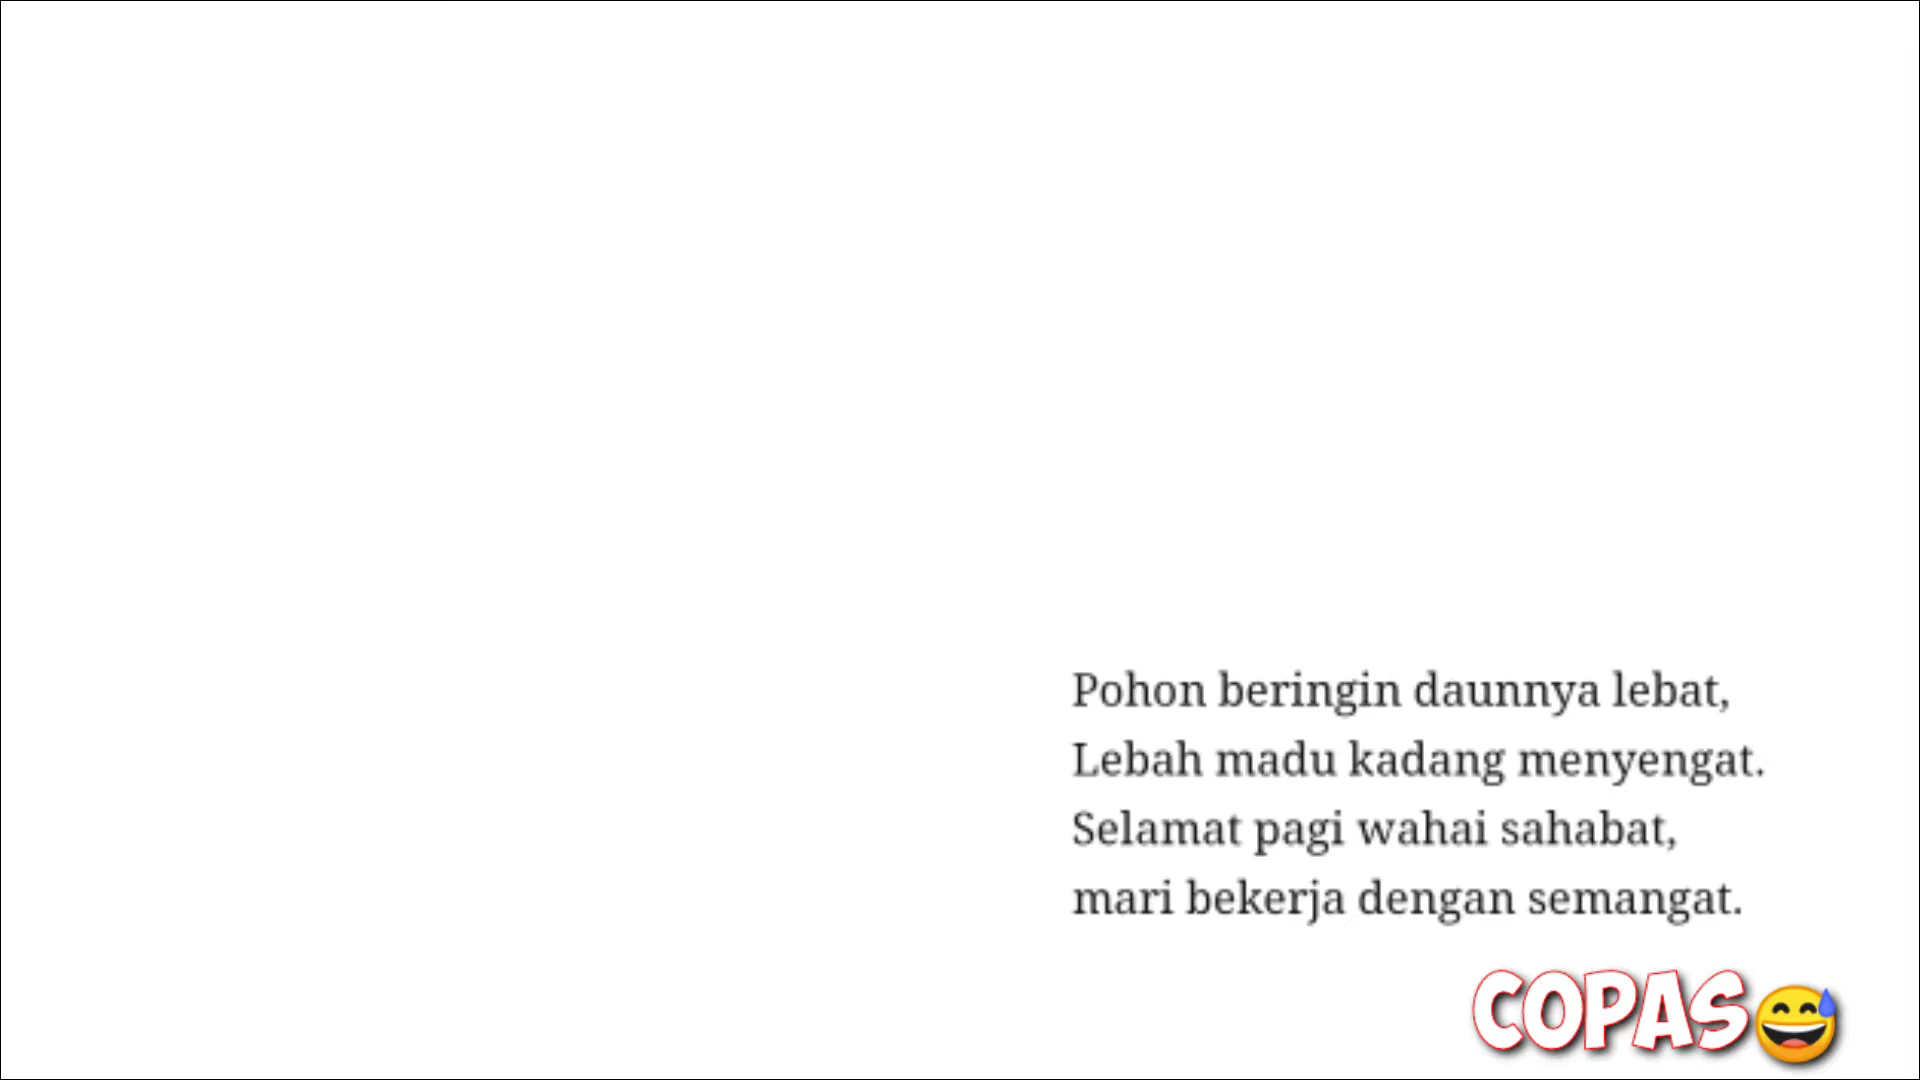 Pohon beringin daunnya lebat,
Lebah madu kadang menyengat.
Selamat pagi wahai sahabat,
mari bekerja dengan semangat.
COPAS😅